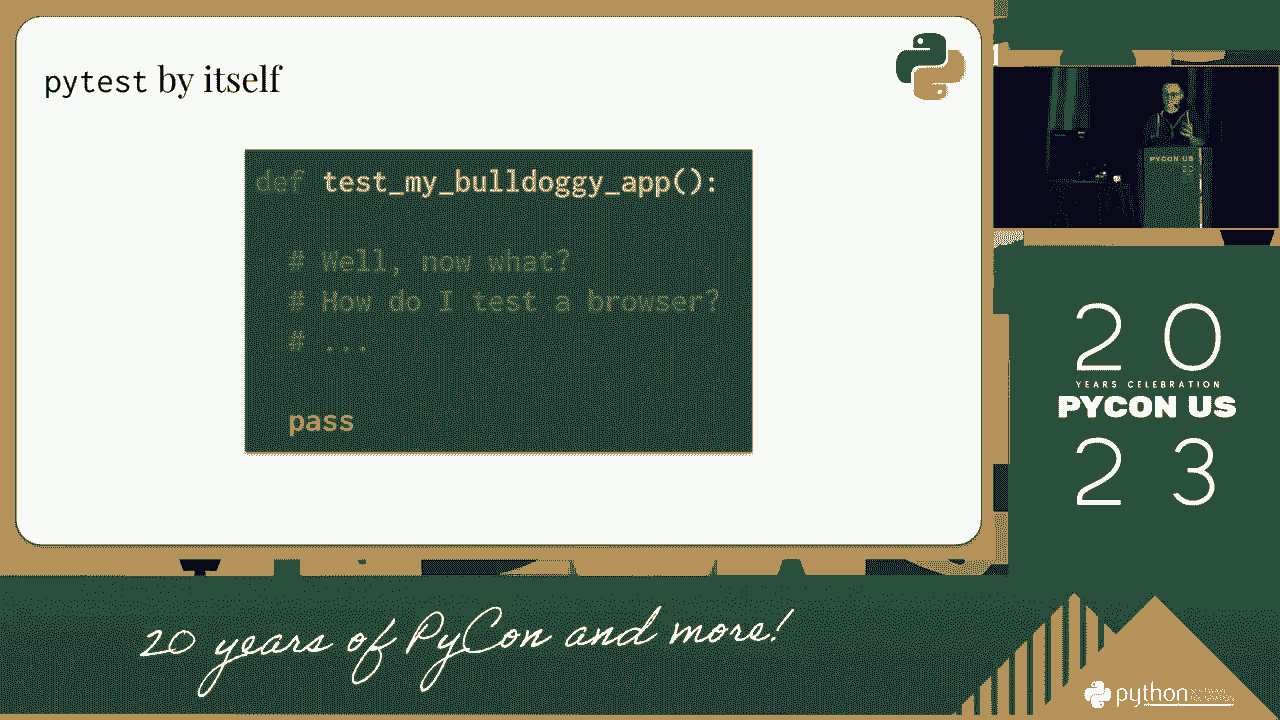 pytest by itself
def test_my_bulldoggy_app():
# Well, now what?
# How do I test a browser?
# ...
pass
PYCON US
20
YEARS CELEBRATION
PYCON US
23
20 years of PyCon and more!
python